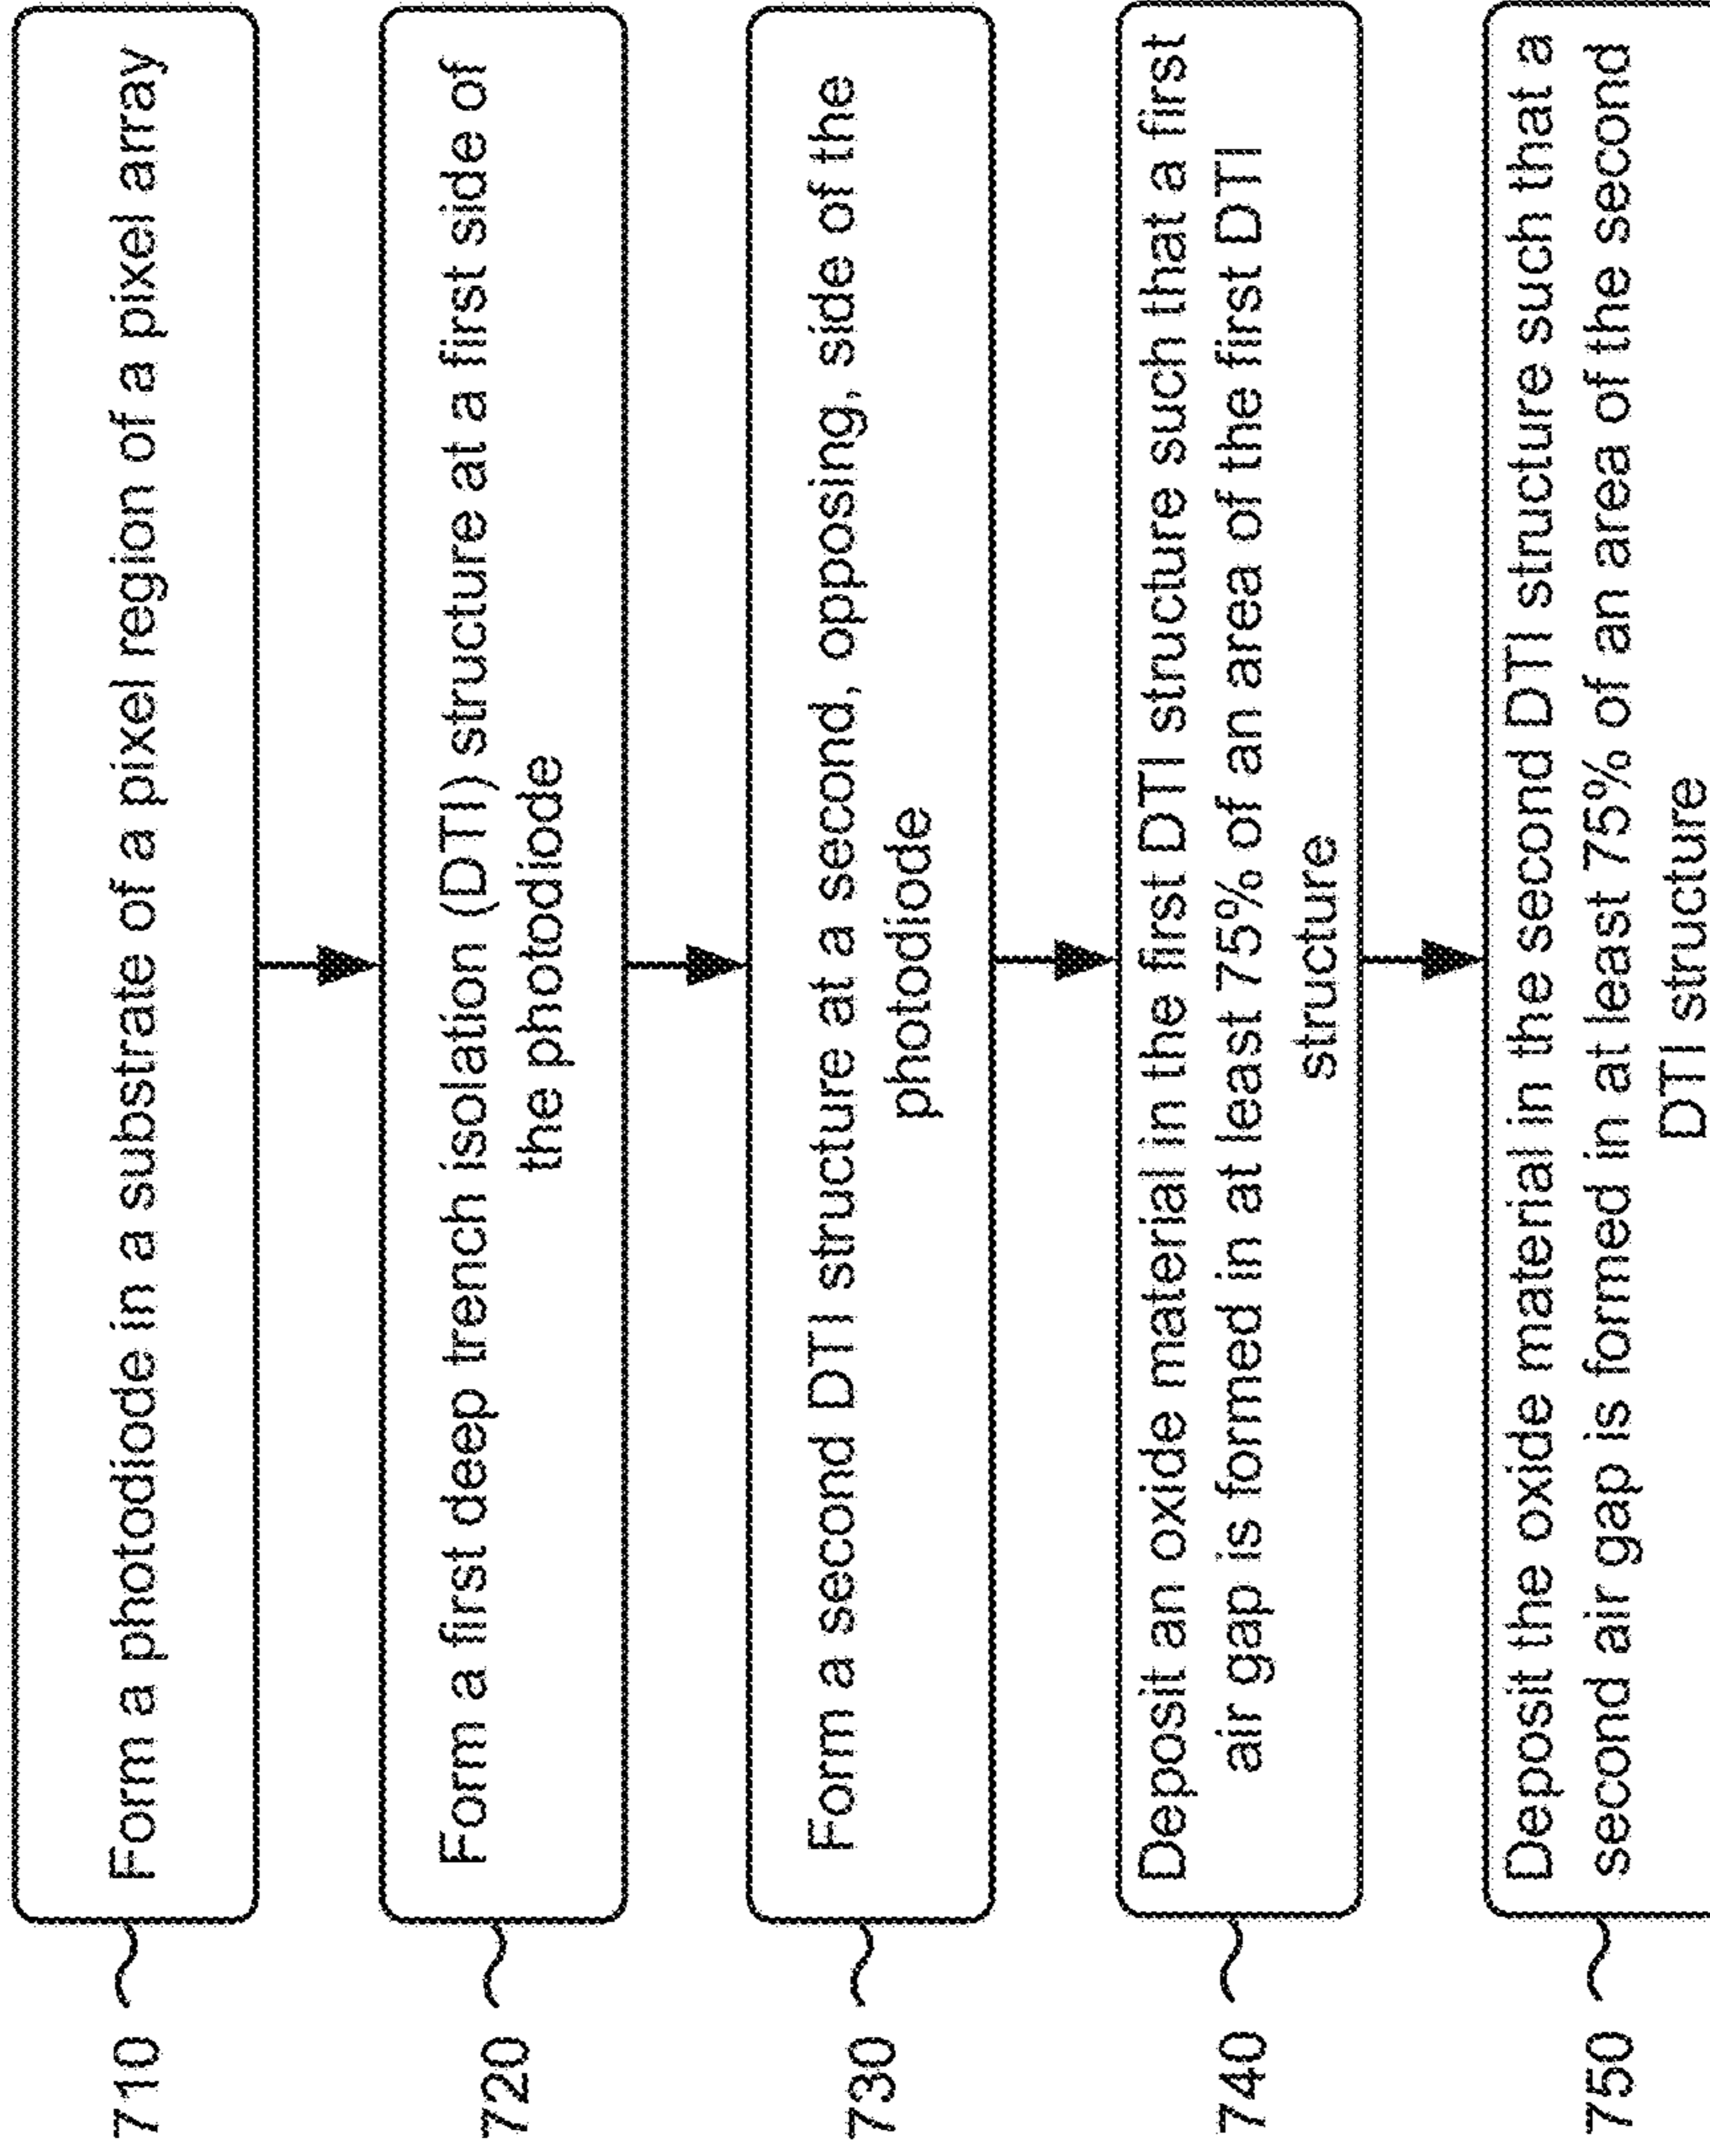 710
Form a photodiode in a substrate of a pixel region of a pixel array
720
Form a first deep trench isolation (DTI) structure at a first side of
the photodiode
730
Form a second DTI structure at a second, opposing, side of the
photodiode
740
Deposit an oxide material in the first DTI structure such that a first
air gap is formed in at least 75% of an area of the first DTI
structure
750
Deposit the oxide material in the second DTI structure such that a
second air gap is formed in at least 75% of an area of the second
DTI structure